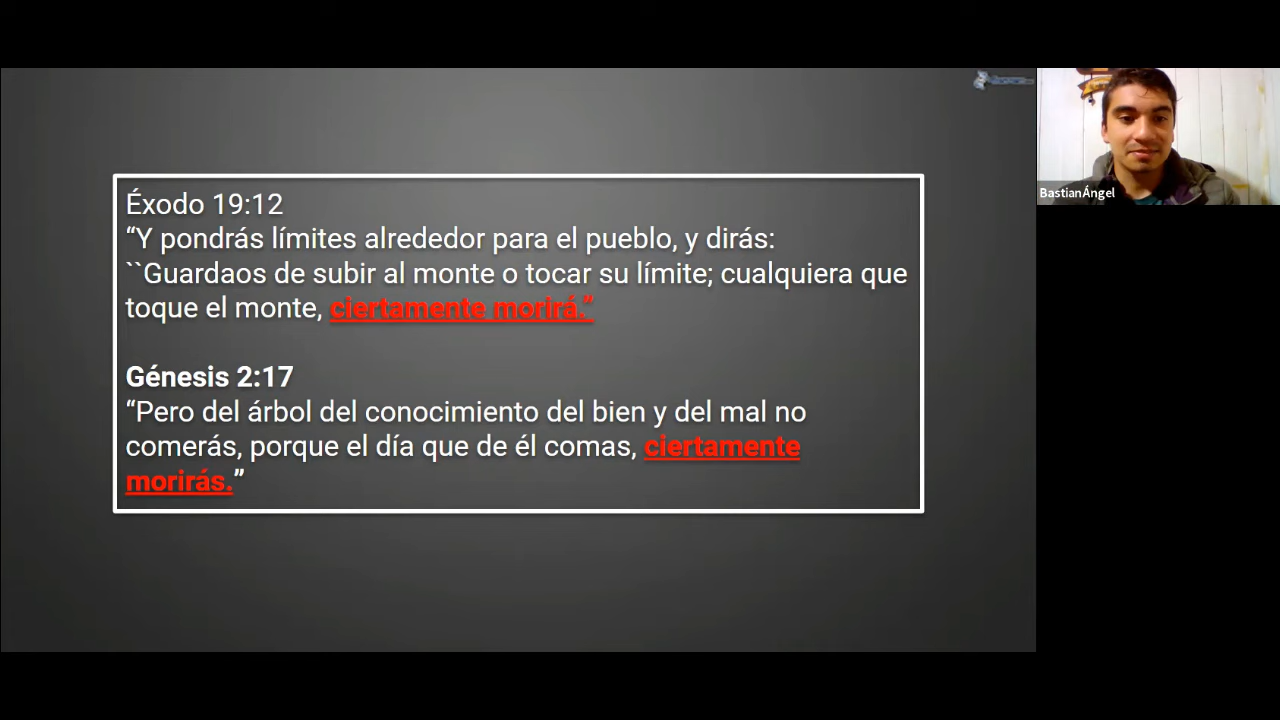 Éxodo 19:12
“Y pondrás límites alrededor para el pueblo, y dirás:
``Guardaos de subir al monte o tocar su límite; cualquiera que
toque el monte, ciertamente morirá.”
Génesis 2:17
“Pero del árbol del conocimiento del bien y del mal no
comerás, porque el día que de él comas, ciertamente
morirás.”
BastianÁngel